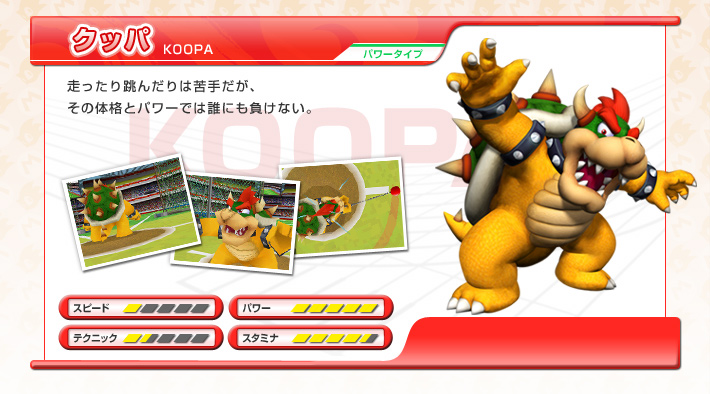 クッパ KOOPA
パワータイプ
走ったり跳んだりは苦手だが、
その体格とパワーでは誰にも負けない。
KOOPA
スピード
パワー
テクニック
スタミナ